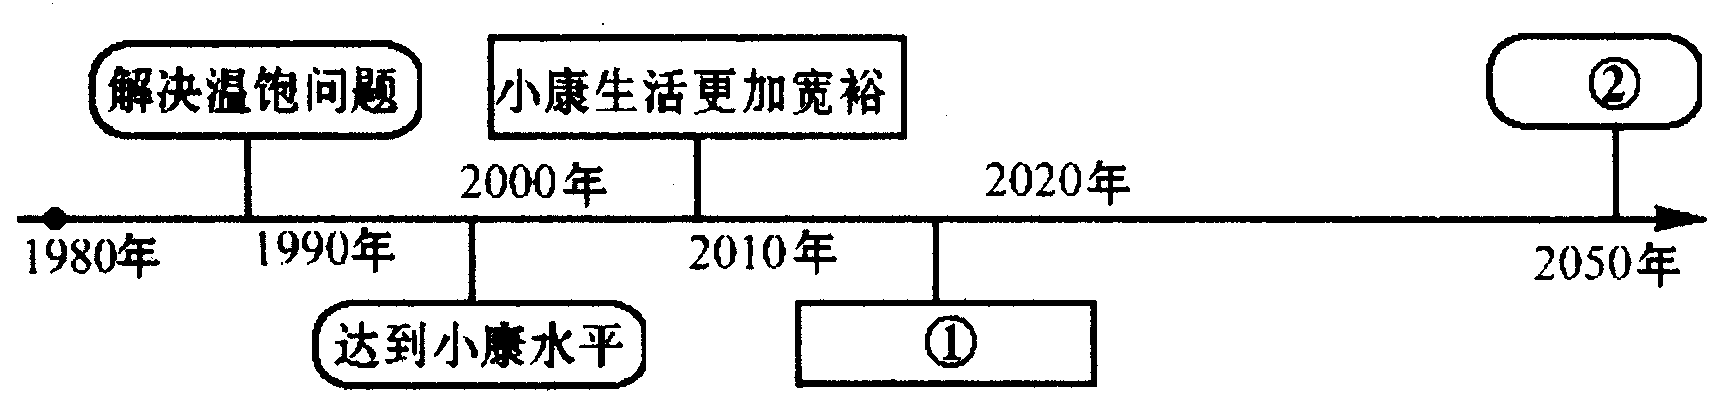 解决温饱问题
小康生活更加宽裕
②
2000年
2020年
1980年
1990年
2010年
2050年
达到小康水平
①